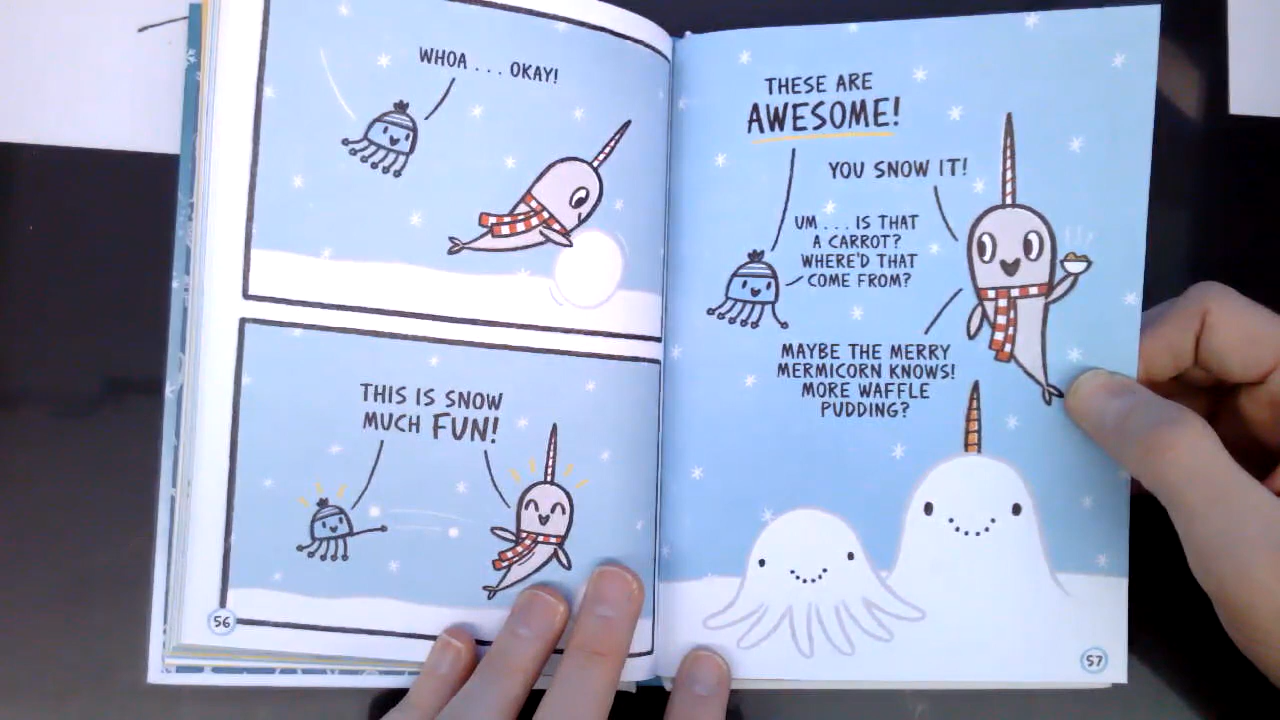 WHOA . . . OKAY!
THIS IS SNOW
MUCH FUN!
56
THESE ARE
AWESOME!
YOU SNOW IT!
UM . . . IS THAT
A CARROT?
WHERE'D THAT
COME FROM?
MAYBE THE MERRY
MERMICORN KNOWS!
MORE WAFFLE
PUDDING?
57